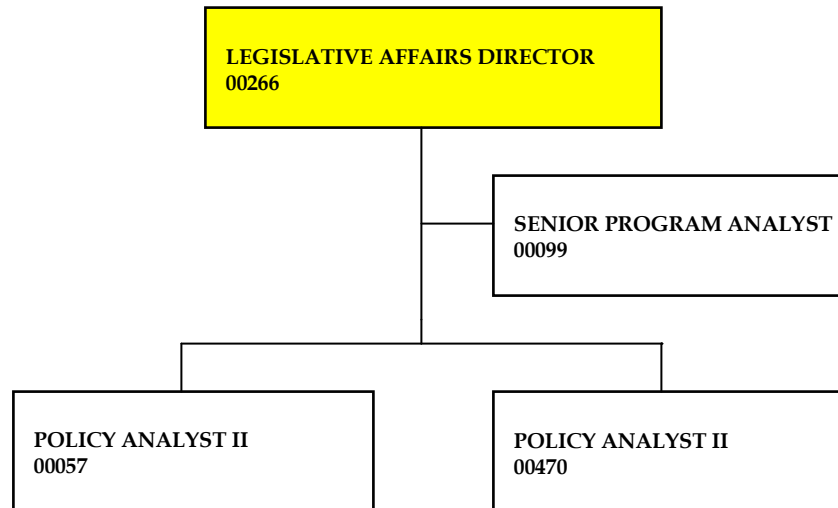 LEGISLATIVE AFFAIRS DIRECTOR
00266
SENIOR PROGRAM ANALYST
00099
POLICY ANALYST II
00057
POLICY ANALYST II
00470